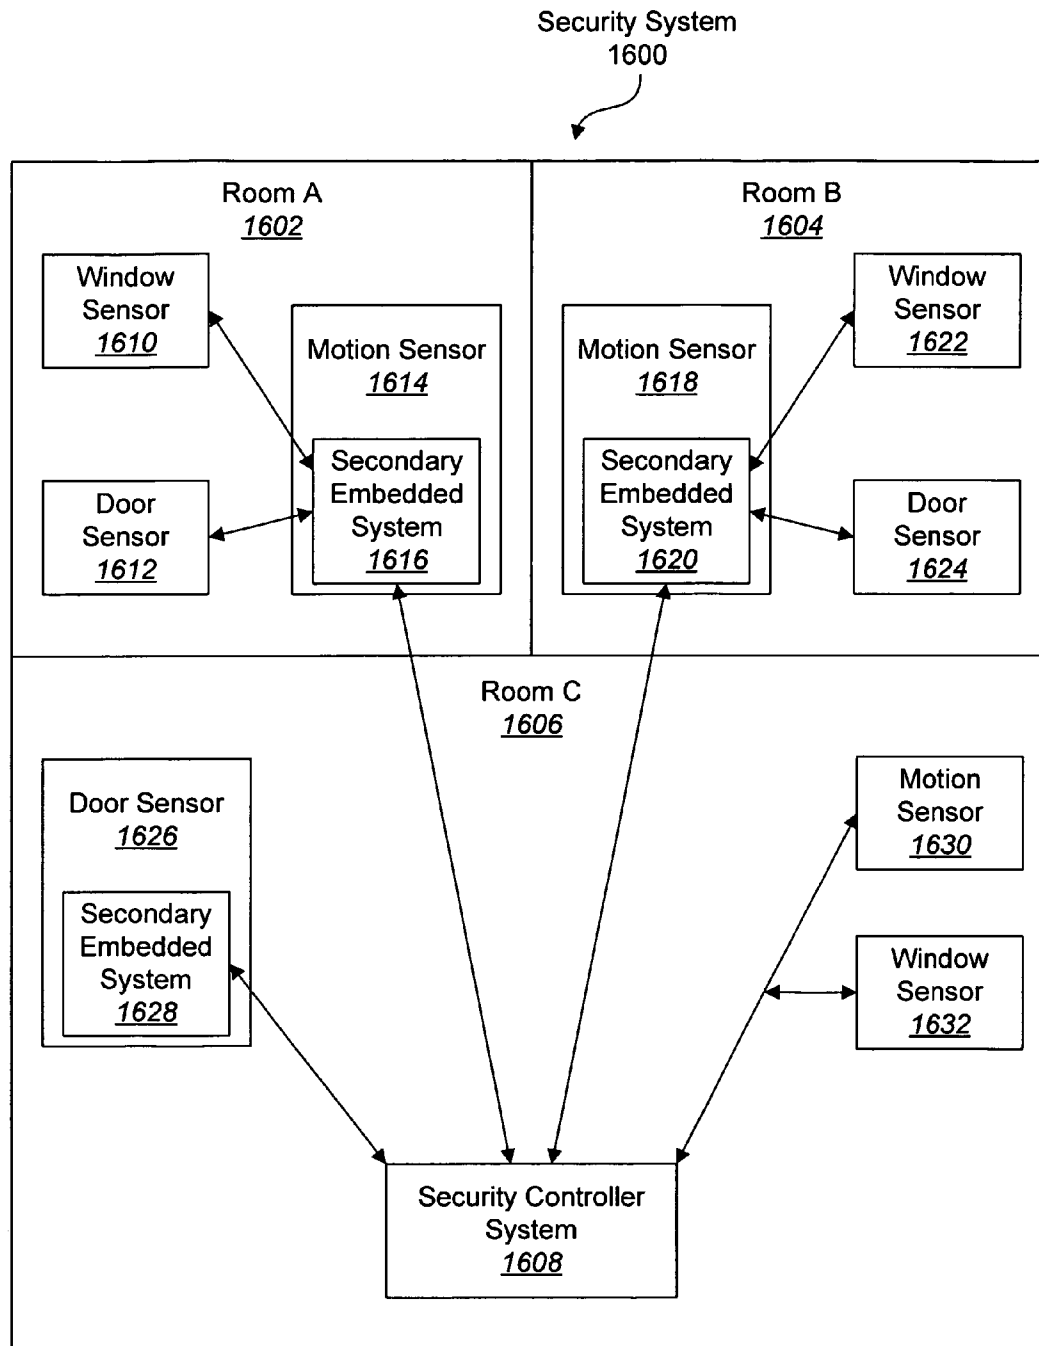 Security System
1600
Room A
1602
Room B
1604
Window
Sensor
1610
Motion Sensor
1614
Secondary
Embedded
System
1616
Door
Sensor
1612
Motion Sensor
1618
Secondary
Embedded
System
1620
Window
Sensor
1622
Door
Sensor
1624
Room C
1606
Door Sensor
1626
Secondary
Embedded
System
1628
Motion
Sensor
1630
Window
Sensor
1632
Security Controller
System
1608